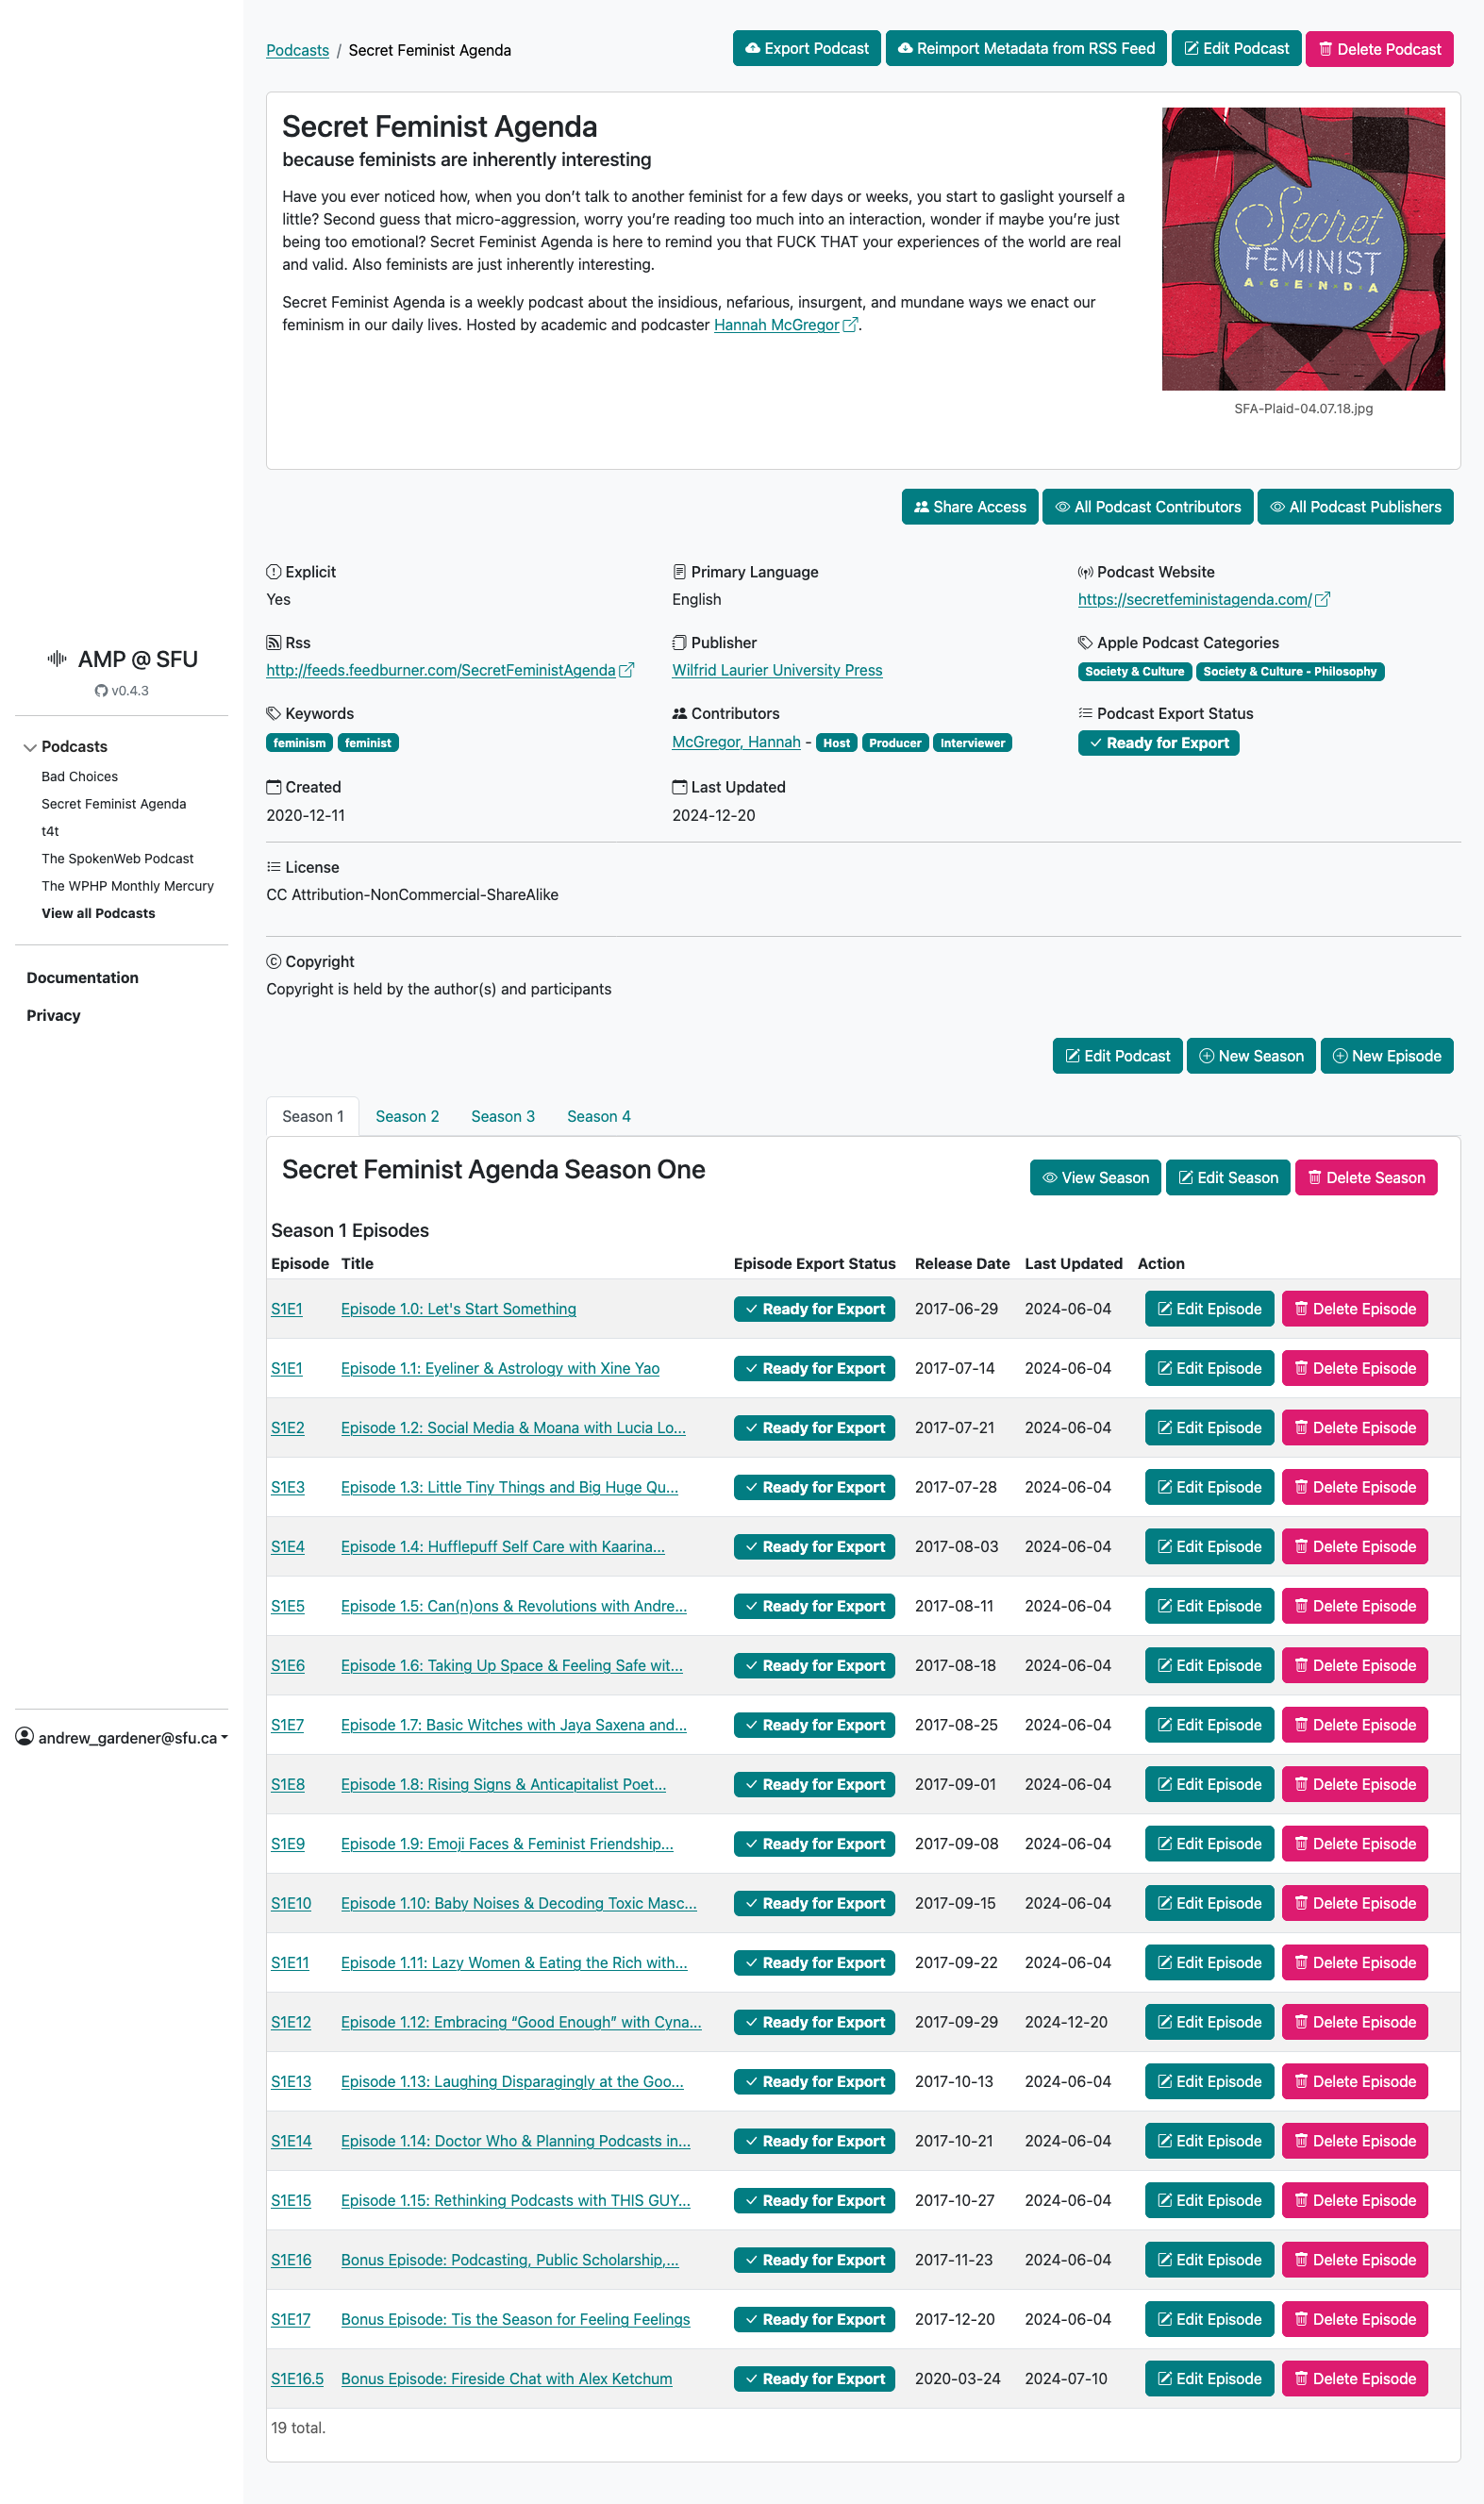 AMP @ SFU
v0.4.3
Podcasts
Bad Choices
Secret Feminist Agenda
t4t
The SpokenWeb Podcast
The WPHP Monthly Mercury
View all Podcasts
Documentation
Privacy
andrew_gardener@sfu.ca
Podcasts / Secret Feminist Agenda
Export Podcast Reimport Metadata from RSS Feed Edit Podcast Delete Podcast
Secret Feminist Agenda
because feminists are inherently interesting
Have you ever noticed how, when you don’t talk to another feminist for a few days or weeks, you start to gaslight yourself a
little? Second guess that micro-aggression, worry you’re reading too much into an interaction, wonder if maybe you’re just
being too emotional? Secret Feminist Agenda is here to remind you that FUCK THAT your experiences of the world are real
and valid. Also feminists are just inherently interesting.
Secret Feminist Agenda is a weekly podcast about the insidious, nefarious, insurgent, and mundane ways we enact our
feminism in our daily lives. Hosted by academic and podcaster Hannah McGregor.
Secret
FEMINIST
AGENDA
SFA-Plaid-04.07.18.jpg
Share Access All Podcast Contributors All Podcast Publishers
Explicit
Yes
Primary Language
English
Podcast Website
https://secretfeministagenda.com/
Rss
http://feeds.feedburner.com/SecretFeministAgenda
Publisher
Wilfrid Laurier University Press
Apple Podcast Categories
Society & Culture Society & Culture - Philosophy
Keywords
feminism feminist
Contributors
McGregor, Hannah - Host Producer Interviewer
Podcast Export Status
Ready for Export
Created
2020-12-11
Last Updated
2024-12-20
License
CC Attribution-NonCommercial-ShareAlike
Copyright
Copyright is held by the author(s) and participants
Edit Podcast New Season New Episode
Season 1 Season 2 Season 3 Season 4
Secret Feminist Agenda Season One
View Season Edit Season Delete Season
Season 1 Episodes
Episode Title Episode Export Status Release Date Last Updated Action
S1E1 Episode 1.0: Let's Start Something Ready for Export 2017-06-29 2024-06-04 Edit Episode Delete Episode
S1E1 Episode 1.1: Eyeliner & Astrology with Xine Yao Ready for Export 2017-07-14 2024-06-04 Edit Episode Delete Episode
S1E2 Episode 1.2: Social Media & Moana with Lucia Lo... Ready for Export 2017-07-21 2024-06-04 Edit Episode Delete Episode
S1E3 Episode 1.3: Little Tiny Things and Big Huge Qu... Ready for Export 2017-07-28 2024-06-04 Edit Episode Delete Episode
S1E4 Episode 1.4: Hufflepuff Self Care with Kaarina... Ready for Export 2017-08-03 2024-06-04 Edit Episode Delete Episode
S1E5 Episode 1.5: Can(n)ons & Revolutions with Andre... Ready for Export 2017-08-11 2024-06-04 Edit Episode Delete Episode
S1E6 Episode 1.6: Taking Up Space & Feeling Safe wit... Ready for Export 2017-08-18 2024-06-04 Edit Episode Delete Episode
S1E7 Episode 1.7: Basic Witches with Jaya Saxena and... Ready for Export 2017-08-25 2024-06-04 Edit Episode Delete Episode
S1E8 Episode 1.8: Rising Signs & Anticapitalist Poet... Ready for Export 2017-09-01 2024-06-04 Edit Episode Delete Episode
S1E9 Episode 1.9: Emoji Faces & Feminist Friendship... Ready for Export 2017-09-08 2024-06-04 Edit Episode Delete Episode
S1E10 Episode 1.10: Baby Noises & Decoding Toxic Masc... Ready for Export 2017-09-15 2024-06-04 Edit Episode Delete Episode
S1E11 Episode 1.11: Lazy Women & Eating the Rich with... Ready for Export 2017-09-22 2024-06-04 Edit Episode Delete Episode
S1E12 Episode 1.12: Embracing “Good Enough” with Cyna... Ready for Export 2017-09-29 2024-12-20 Edit Episode Delete Episode
S1E13 Episode 1.13: Laughing Disparagingly at the Goo... Ready for Export 2017-10-13 2024-06-04 Edit Episode Delete Episode
S1E14 Episode 1.14: Doctor Who & Planning Podcasts in... Ready for Export 2017-10-21 2024-06-04 Edit Episode Delete Episode
S1E15 Episode 1.15: Rethinking Podcasts with THIS GUY... Ready for Export 2017-10-27 2024-06-04 Edit Episode Delete Episode
S1E16 Bonus Episode: Podcasting, Public Scholarship,... Ready for Export 2017-11-23 2024-06-04 Edit Episode Delete Episode
S1E17 Bonus Episode: Tis the Season for Feeling Feelings Ready for Export 2017-12-20 2024-06-04 Edit Episode Delete Episode
S1E16.5 Bonus Episode: Fireside Chat with Alex Ketchum Ready for Export 2020-03-24 2024-07-10 Edit Episode Delete Episode
19 total.